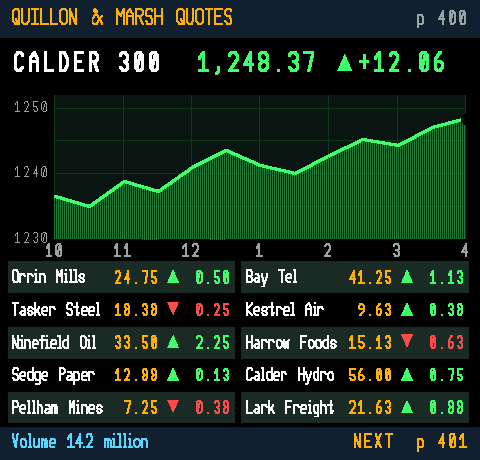 QUILLON & MARSH QUOTES p 400
CALDER 300 1,248.37 ▲+12.06
1250
1240
1230
10 11 12 1 2 3 4
Orrin Mills 24.75 ▲ 0.50 Bay Tel 41.25 ▲ 1.13
Tasker Steel 18.38 ▼ 0.25 Kestrel Air 9.63 ▲ 0.38
Ninefield Oil 33.50 ▲ 2.25 Harrow Foods 15.13 ▼ 0.63
Sedge Paper 12.88 ▲ 0.13 Calder Hydro 56.00 ▲ 0.75
Pellham Mines 7.25 ▼ 0.38 Lark Freight 21.63 ▲ 0.88
Volume 14.2 million NEXT p 401